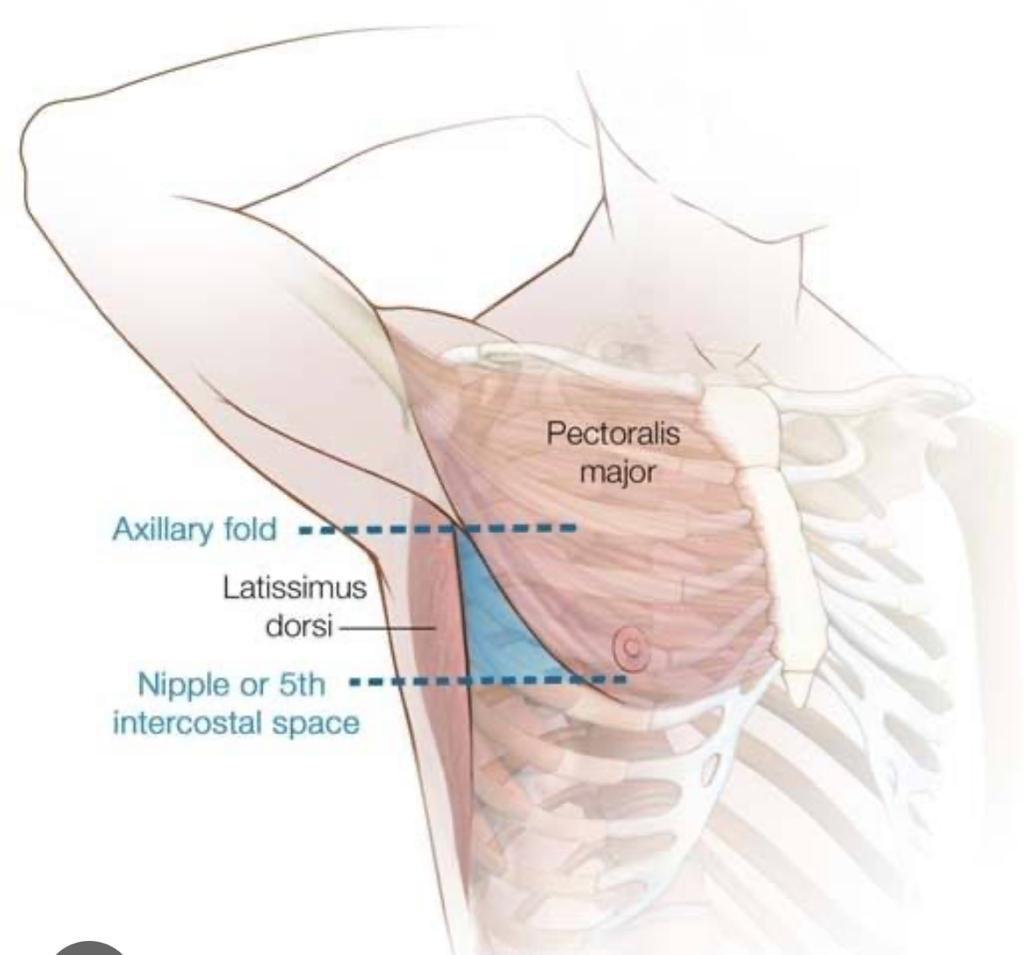 Pectoralis
major
Axillary fold
Latissimus
dorsi
Nipple or 5th
intercostal space